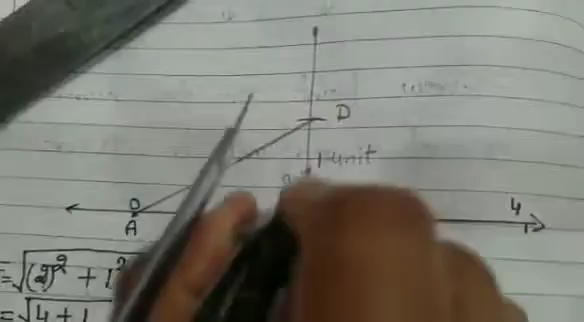 D
1 unit
0
4
A
=√(2)² + 1²
=√4+1